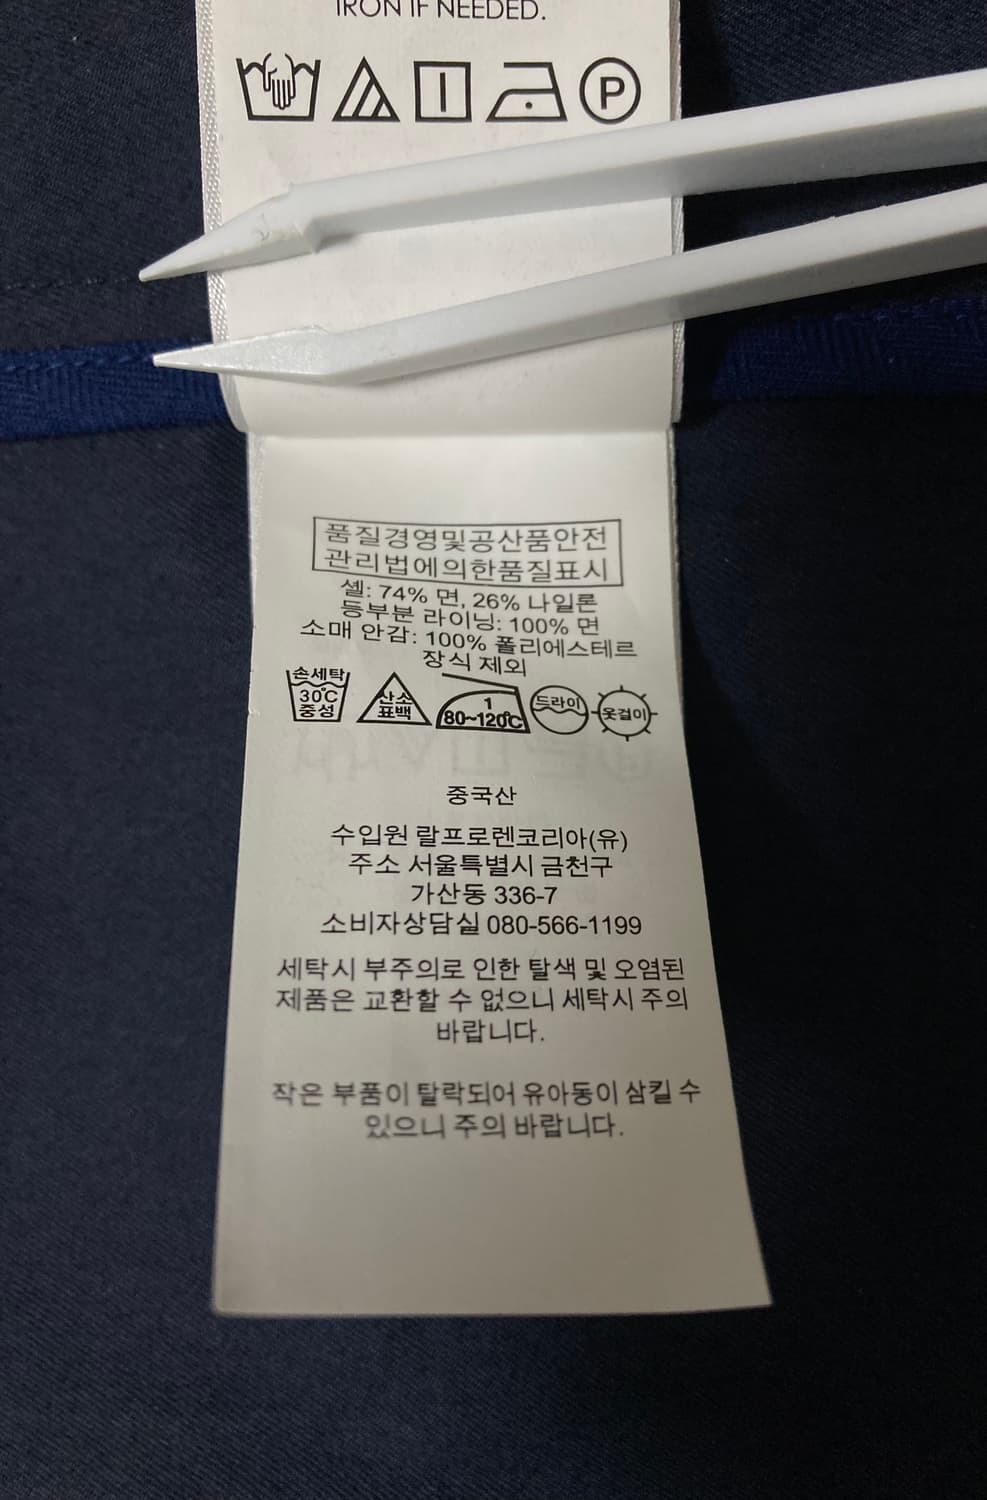 IRON IF NEEDED.
P
품질경영및공산품안전
관리법에의한품질표시
셸: 74% 면, 26% 나일론
등부분 라이닝: 100% 면
소매 안감: 100% 폴리에스테르
장식 제외
손세탁
30℃
중성
산소
표백
1
80~120℃
드라이
옷걸이
중국산
수입원 랄프로렌코리아(유)
주소 서울특별시 금천구
가산동 336-7
소비자상담실 080-566-1199
세탁시 부주의로 인한 탈색 및 오염된
제품은 교환할 수 없으니 세탁시 주의
바랍니다.
작은 부품이 탈락되어 유아동이 삼킬 수
있으니 주의 바랍니다.